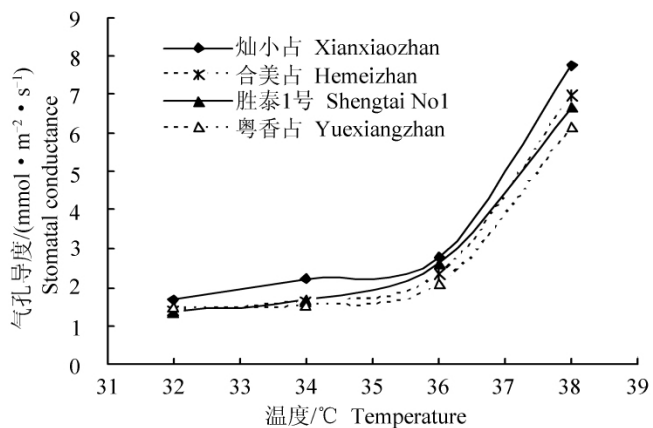 9
8
7
6
5
4
3
2
1
0
气孔导度/(mmol·m⁻²·s⁻¹)
Stomatal conductance
灿小占 Xianxiaozhan
合美占 Hemeizhan
胜泰1号 Shengtai No1
粤香占 Yuexiangzhan
31 32 33 34 35 36 37 38 39
温度/℃ Temperature